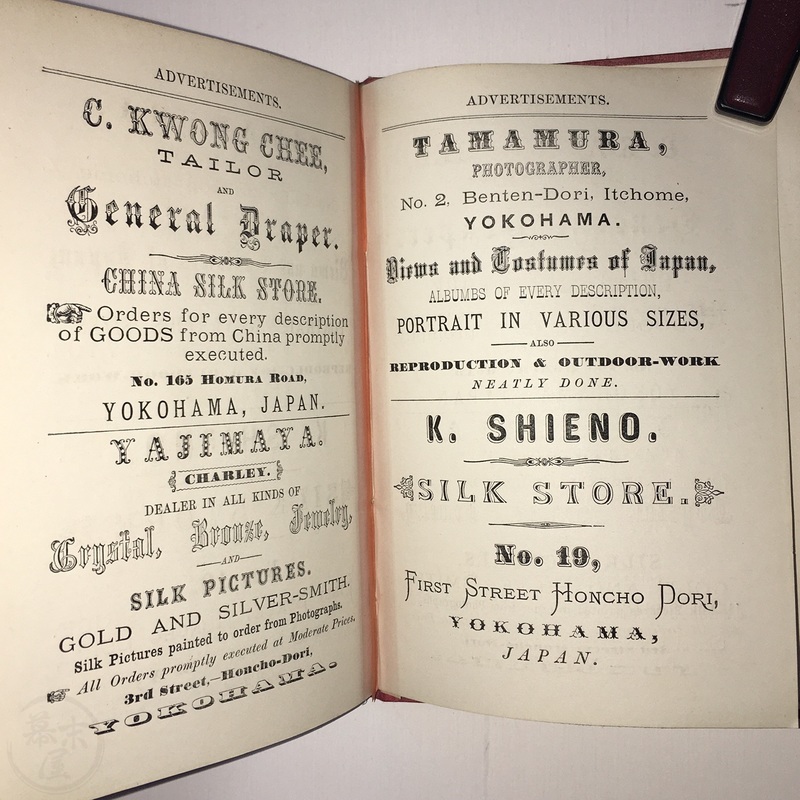 ADVERTISEMENTS.
C. KWONG CHEE,
TAILOR
AND
General Draper.
CHINA SILK STORE.
Orders for every description
of GOODS from China promptly
executed.
No. 165 HOMURA ROAD,
YOKOHAMA, JAPAN.
YAJIMAYA.
CHARLEY.
DEALER IN ALL KINDS OF
Crystal, Bronze, Jewelry,
AND
SILK PICTURES.
GOLD AND SILVER-SMITH.
Silk Pictures painted to order from Photographs.
All Orders promptly executed at Moderate Prices.
3rd Street,—Honcho-Dori,
YOKOHAMA.
ADVERTISEMENTS.
TAMAMURA,
PHOTOGRAPHER,
No. 2, Benten-Dori, Itchome,
YOKOHAMA.
Views and Costumes of Japan,
ALBUMBS OF EVERY DESCRIPTION,
PORTRAIT IN VARIOUS SIZES,
ALSO
REPRODUCTION & OUTDOOR-WORK
NEATLY DONE.
K. SHIENO.
SILK STORE.
No. 19,
FIRST STREET HONCHO DORI,
YOKOHAMA,
JAPAN.
幕末屋